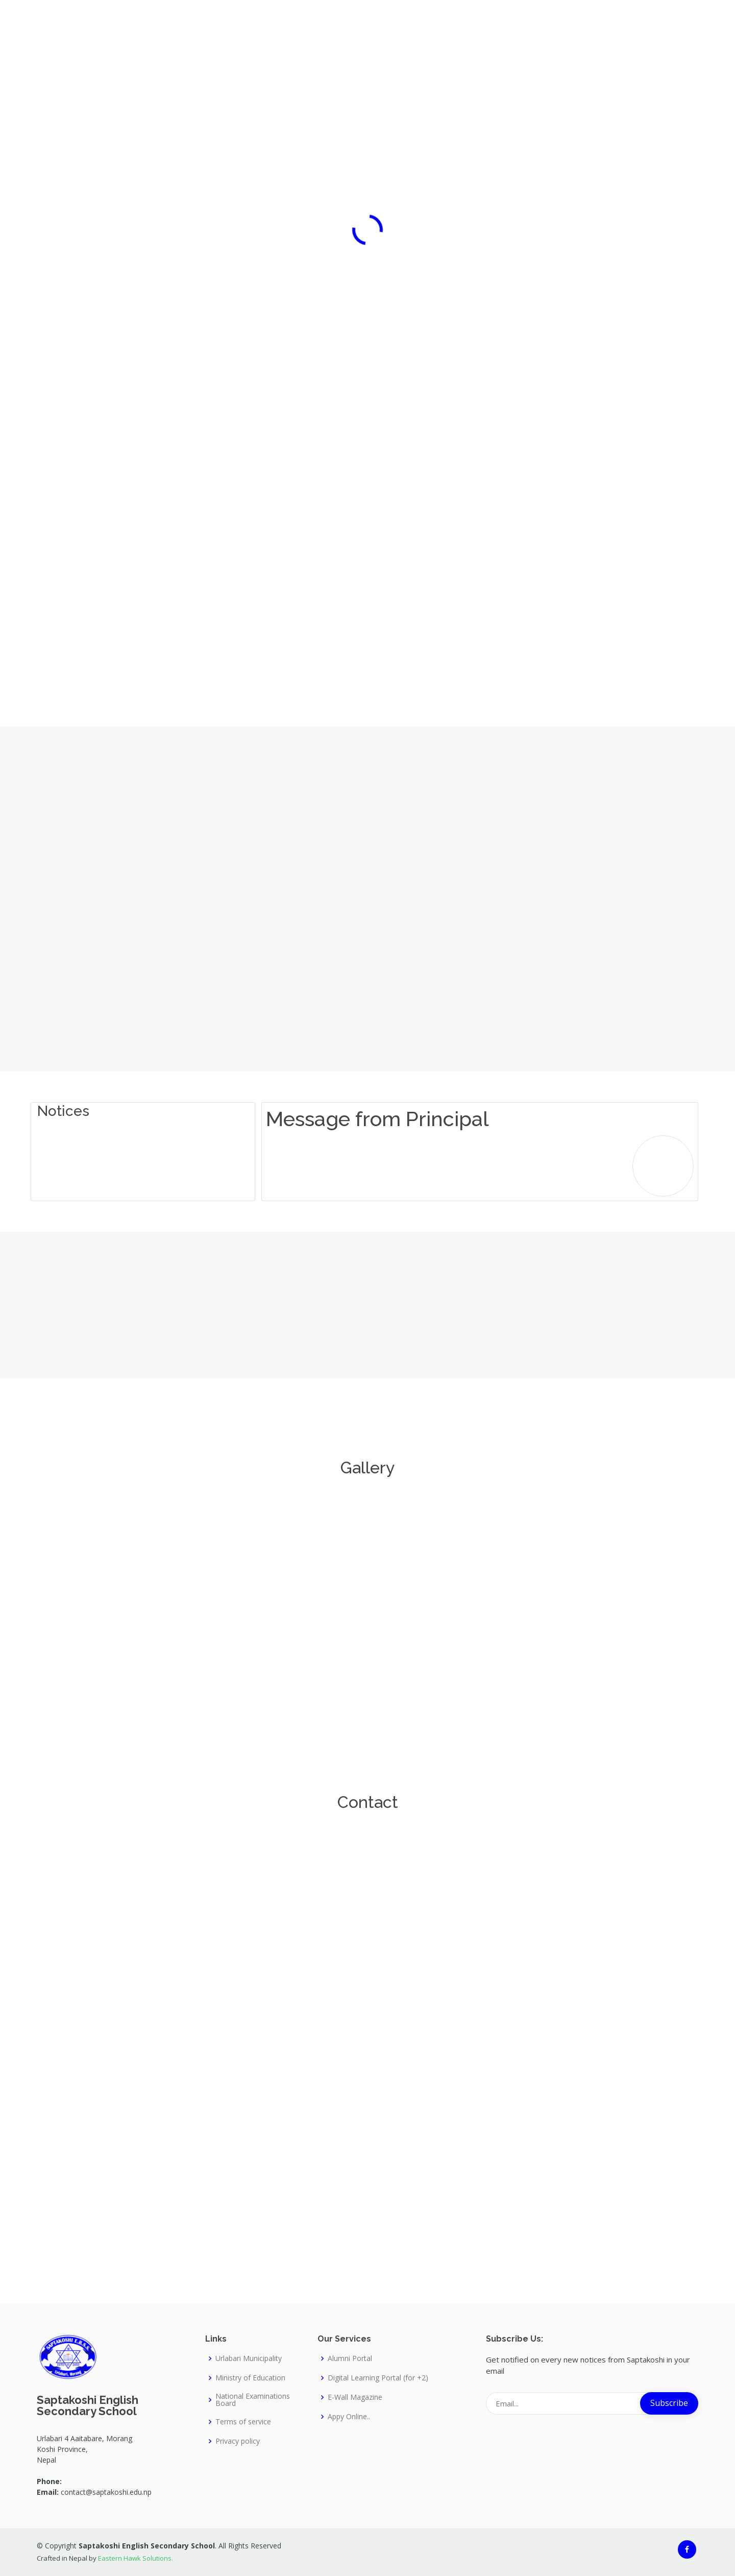 Notices
Message from Principal
Gallery
Contact
Saptakoshi English
Secondary School
Urlabari 4 Aaitabare, Morang
Koshi Province,
Nepal
Phone:
Email: contact@saptakoshi.edu.np
Links
Urlabari Municipality
Ministry of Education
National Examinations
Board
Terms of service
Privacy policy
Our Services
Alumni Portal
Digital Learning Portal (for +2)
E-Wall Magazine
Appy Online..
Subscribe Us:
Get notified on every new notices from Saptakoshi in your
email
Email...
Subscribe
© Copyright Saptakoshi English Secondary School. All Rights Reserved
Crafted in Nepal by Eastern Hawk Solutions.